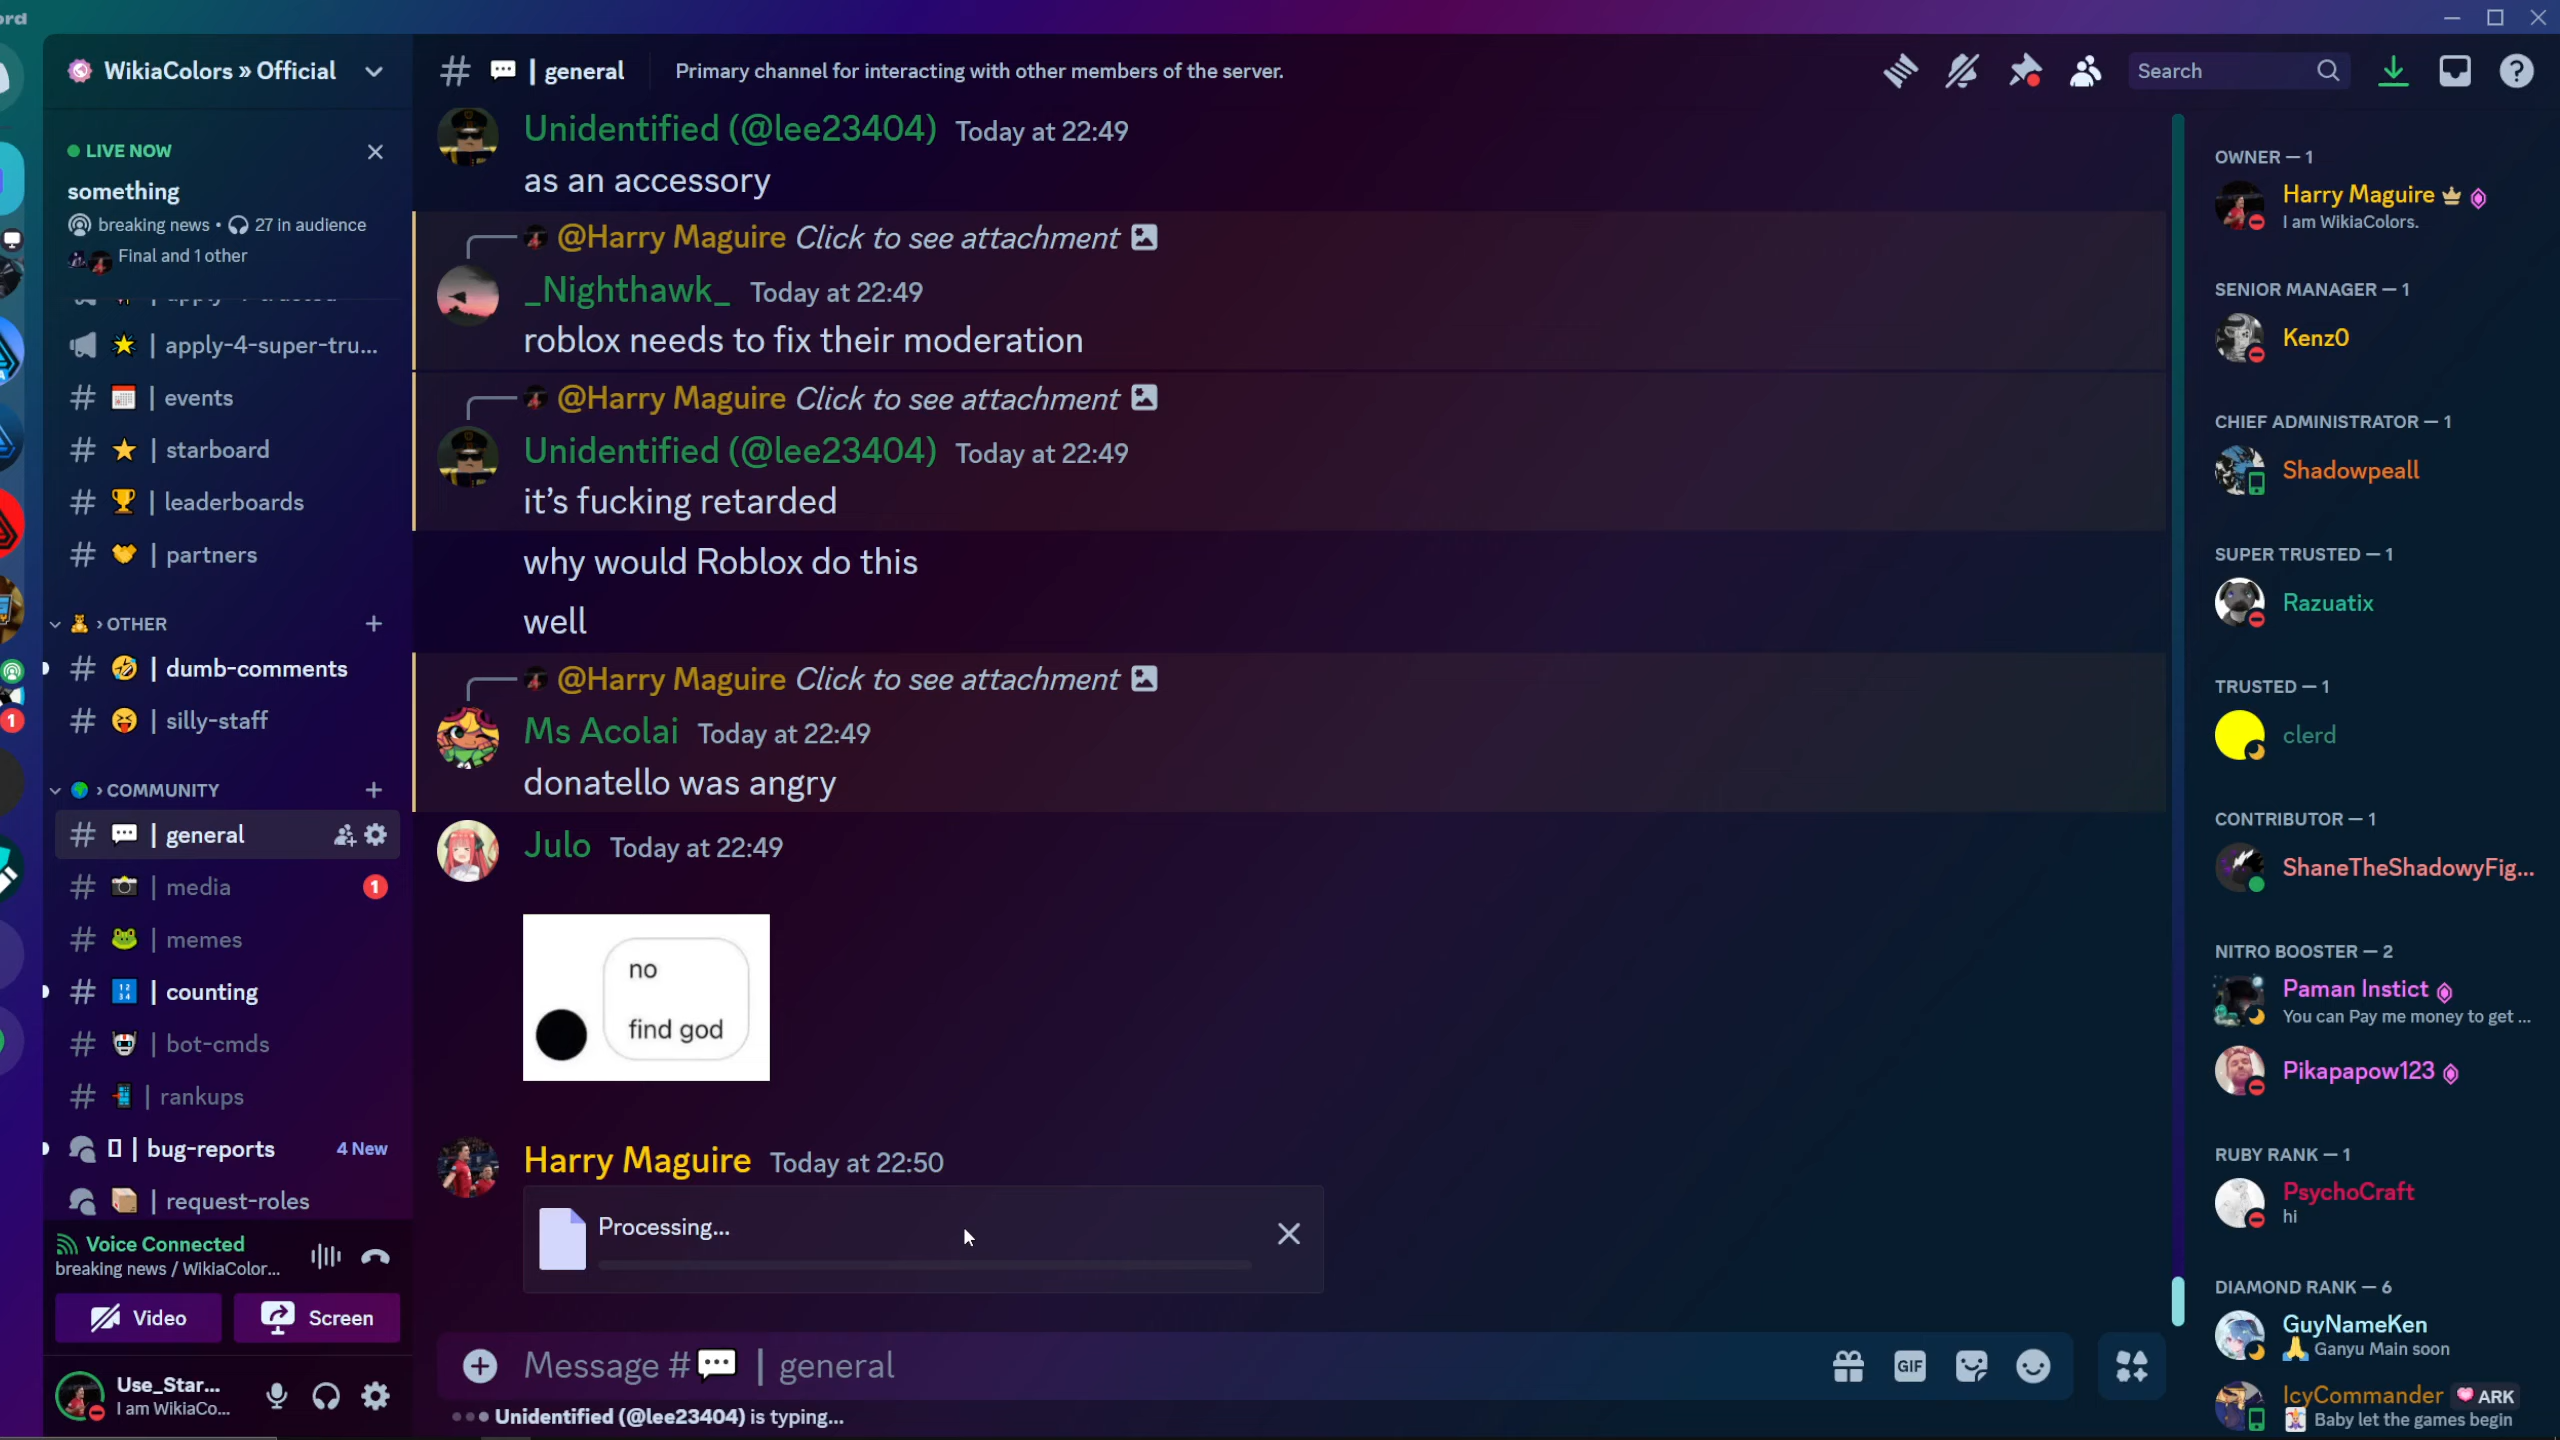 ord
WikiaColors » Official
LIVE NOW
something
breaking news • 27 in audience
Final and 1 other
| apply-4-super-tru...
| events
| starboard
| leaderboards
| partners
› OTHER
| dumb-comments
| silly-staff
› COMMUNITY
| general
| media 1
| memes
| counting
| bot-cmds
| rankups
| bug-reports 4 New
| request-roles
1
Voice Connected
breaking news / WikiaColor...
Video Screen
Use_Star...
I am WikiaCo...
# | general Primary channel for interacting with other members of the server.
Search
Unidentified (@lee23404) Today at 22:49
as an accessory
@Harry Maguire Click to see attachment
_Nighthawk_ Today at 22:49
roblox needs to fix their moderation
@Harry Maguire Click to see attachment
Unidentified (@lee23404) Today at 22:49
it’s fucking retarded
why would Roblox do this
well
@Harry Maguire Click to see attachment
Ms Acolai Today at 22:49
donatello was angry
Julo Today at 22:49
no
find god
Harry Maguire Today at 22:50
Processing...
Message # | general
GIF
Unidentified (@lee23404) is typing...
OWNER — 1
Harry Maguire
I am WikiaColors.
SENIOR MANAGER — 1
Kenz0
CHIEF ADMINISTRATOR — 1
Shadowpeall
SUPER TRUSTED — 1
Razuatix
TRUSTED — 1
clerd
CONTRIBUTOR — 1
ShaneTheShadowyFig...
NITRO BOOSTER — 2
Paman Instict
You can Pay me money to get ...
Pikapapow123
RUBY RANK — 1
PsychoCraft
hi
DIAMOND RANK — 6
GuyNameKen
Ganyu Main soon
IcyCommander ARK
Baby let the games begin